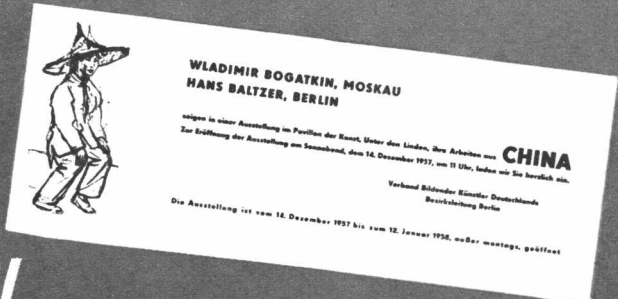 WLADIMIR BOGATKIN, MOSKAU
HANS BALTZER, BERLIN
zeigen in einer Ausstellung im Pavillon der Kunst, Unter den Linden, ihre Arbeiten aus CHINA
Zur Eröffnung der Ausstellung am Sonnabend, dem 14. Dezember 1957, um 11 Uhr, laden wir Sie herzlich ein.
Verband Bildender Künstler Deutschlands
Bezirksleitung Berlin
Die Ausstellung ist vom 14. Dezember 1957 bis zum 12. Januar 1958, außer montags, geöffnet